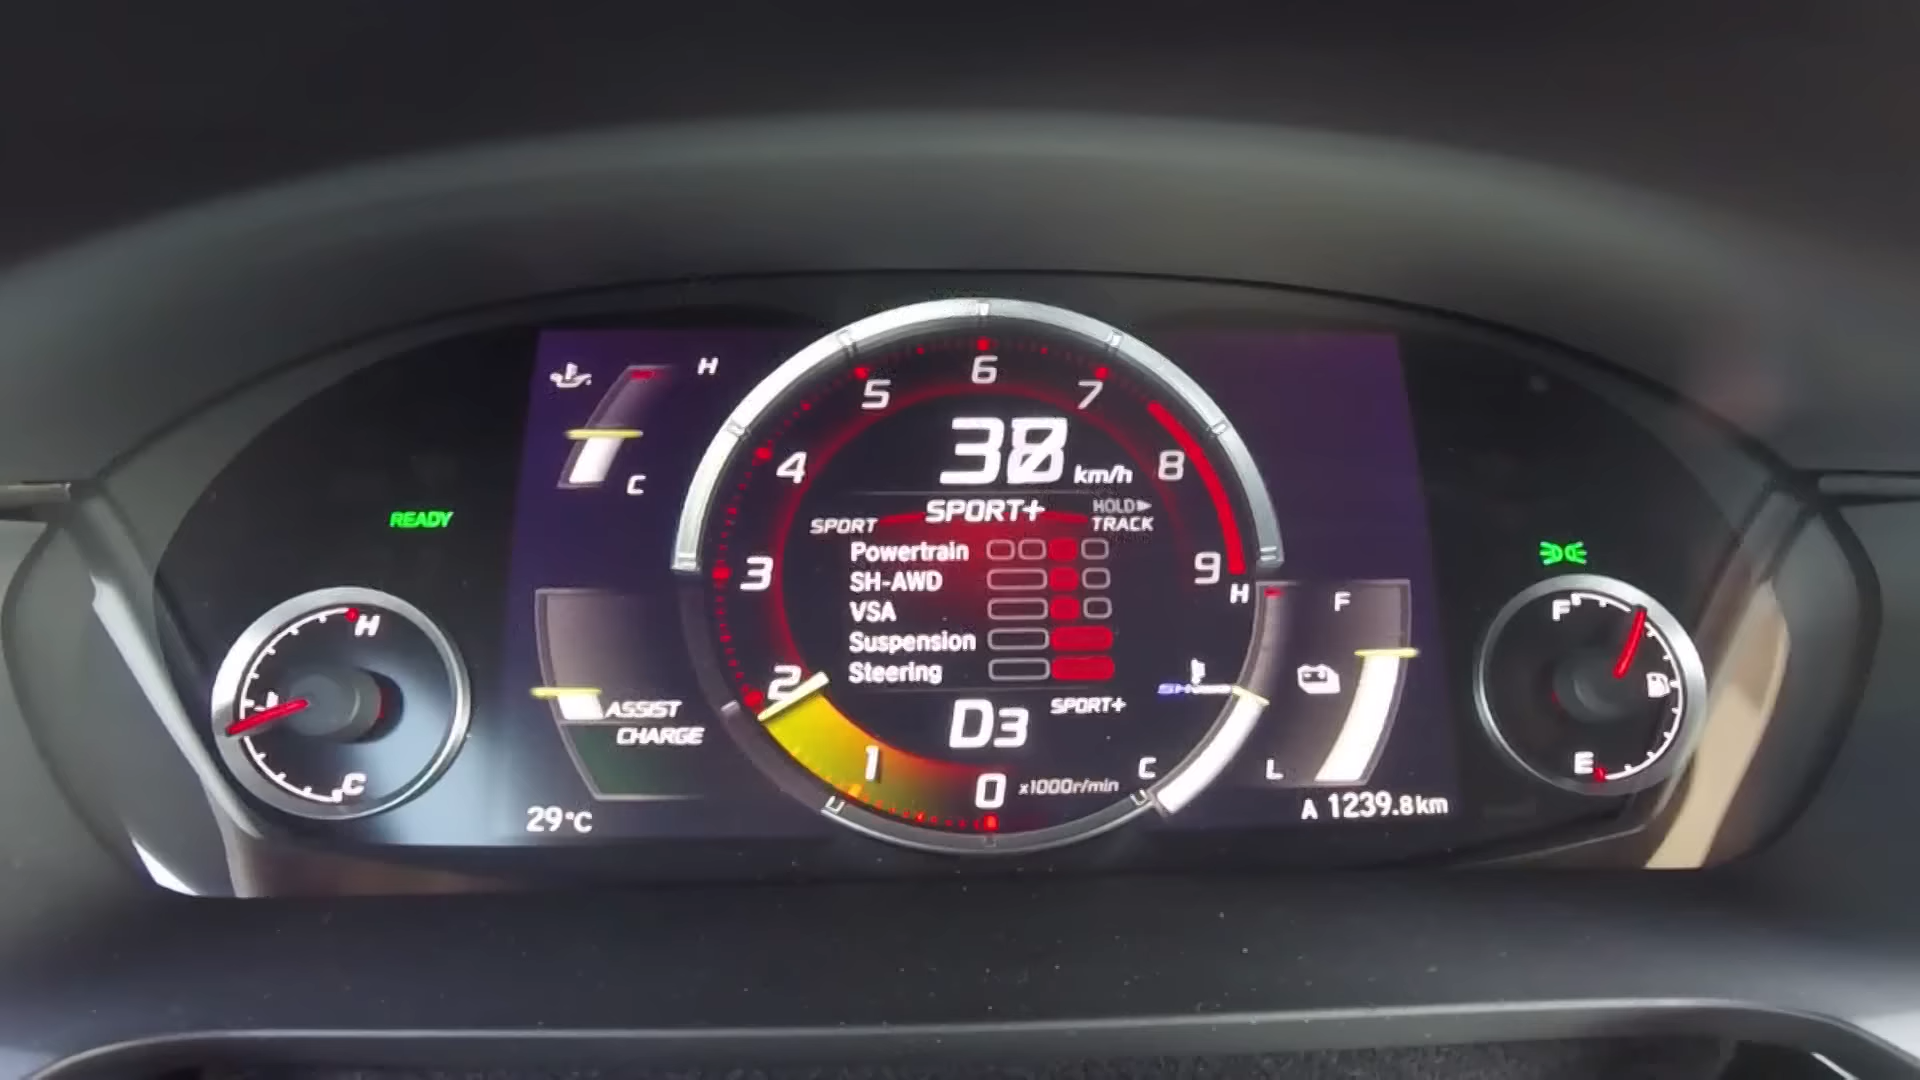 H
C
READY
H
C
F
E
ASSIST
CHARGE
29°C
6
5
7
4
8
3
9
2
1
0
x1000r/min
km/h
SPORT
SPORT+
HOLD▶
TRACK
Powertrain
SH-AWD
VSA
Suspension
Steering
D3
SPORT+
H
C
F
L
A 1239.8km